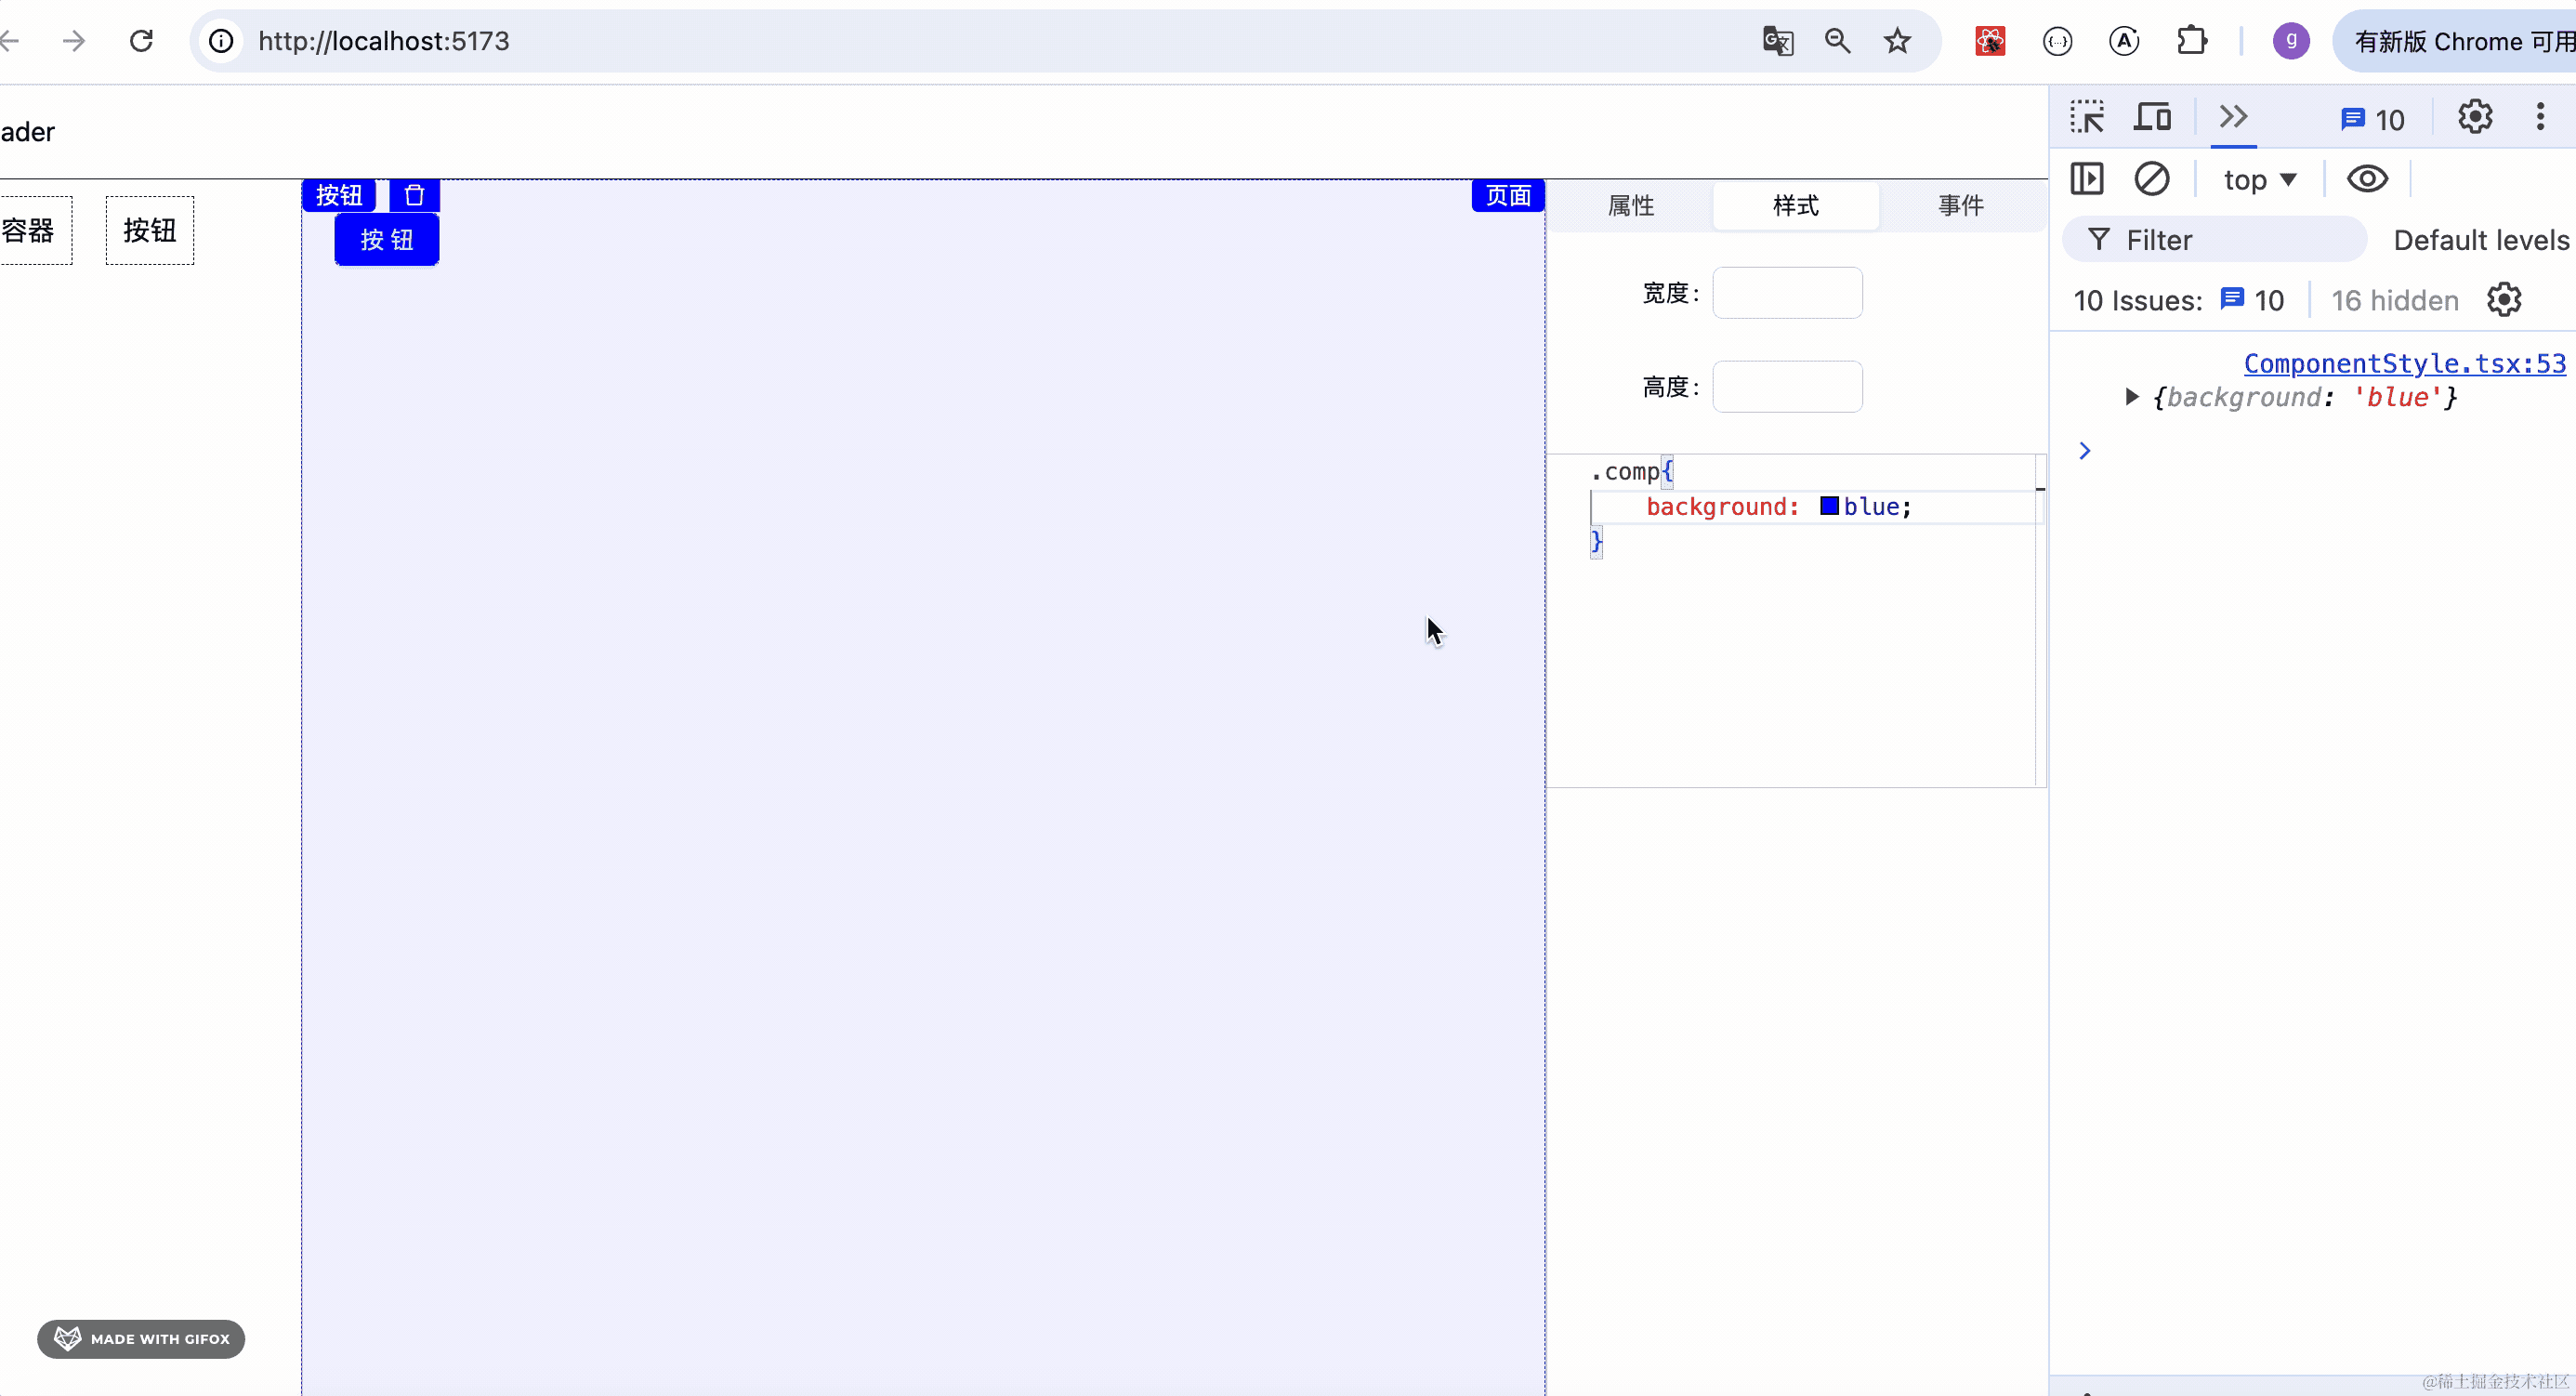 http://localhost:5173
有新版 Chrome 可用
ader
容器
按钮
按钮
按 钮
页面
属性
样式
事件
宽度:
高度:
.comp{
background: blue;
}
10
top
Filter
Default levels
10 Issues: 10
16 hidden
ComponentStyle.tsx:53
{background: 'blue'}
MADE WITH GIFOX
@稀土掘金技术社区
g